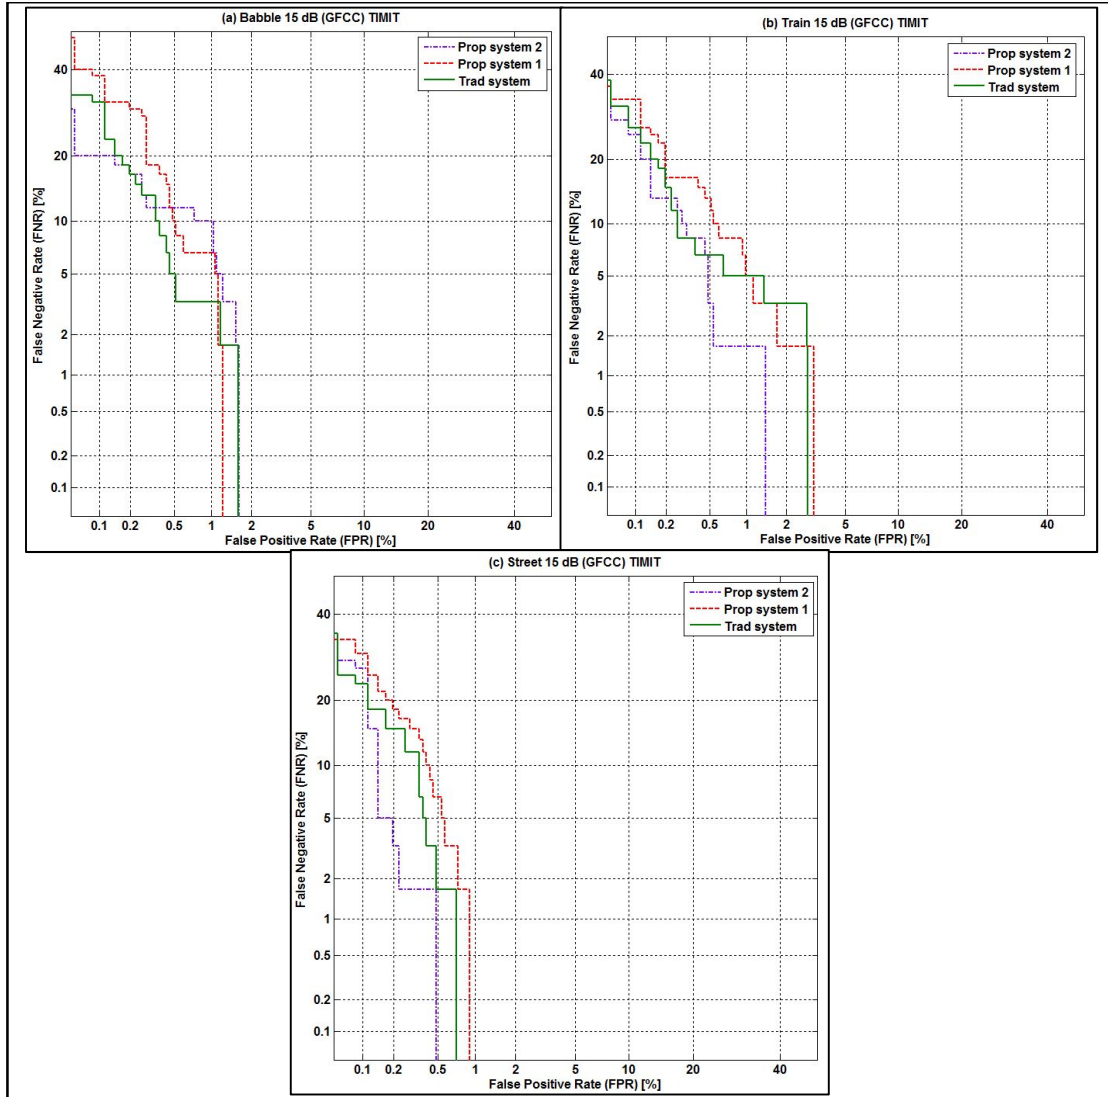 (a) Babble 15 dB (GFCC) TIMIT
Prop system 2
Prop system 1
Trad system
False Negative Rate (FNR) [%]
40
20
10
5
2
1
0.5
0.2
0.1
0.1 0.2 0.5 1 2 5 10 20 40
False Positive Rate (FPR) [%]
(b) Train 15 dB (GFCC) TIMIT
Prop system 2
Prop system 1
Trad system
False Negative Rate (FNR) [%]
40
20
10
5
2
1
0.5
0.2
0.1
0.1 0.2 0.5 1 2 5 10 20 40
False Positive Rate (FPR) [%]
(c) Street 15 dB (GFCC) TIMIT
Prop system 2
Prop system 1
Trad system
False Negative Rate (FNR) [%]
40
20
10
5
2
1
0.5
0.2
0.1
0.1 0.2 0.5 1 2 5 10 20 40
False Positive Rate (FPR) [%]